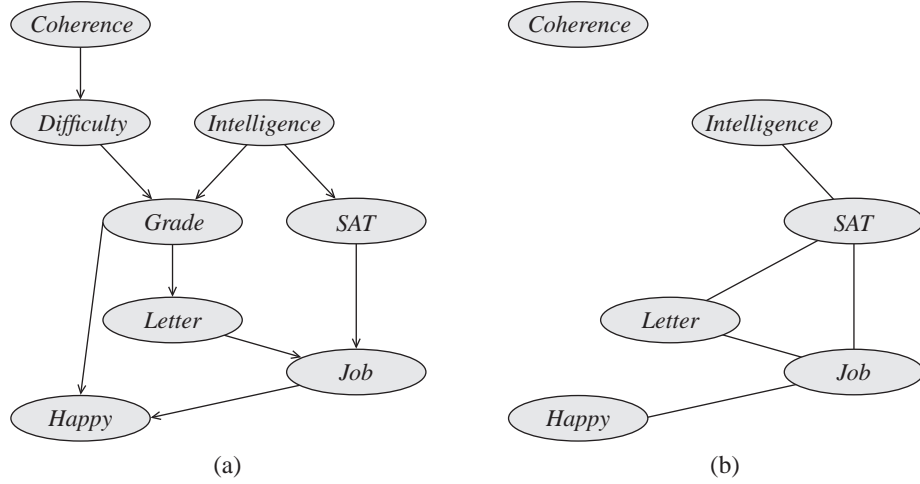 Coherence
Difficulty Intelligence
Grade SAT
Letter
Job
Happy
(a)
Coherence
Intelligence
SAT
Letter
Job
Happy
(b)